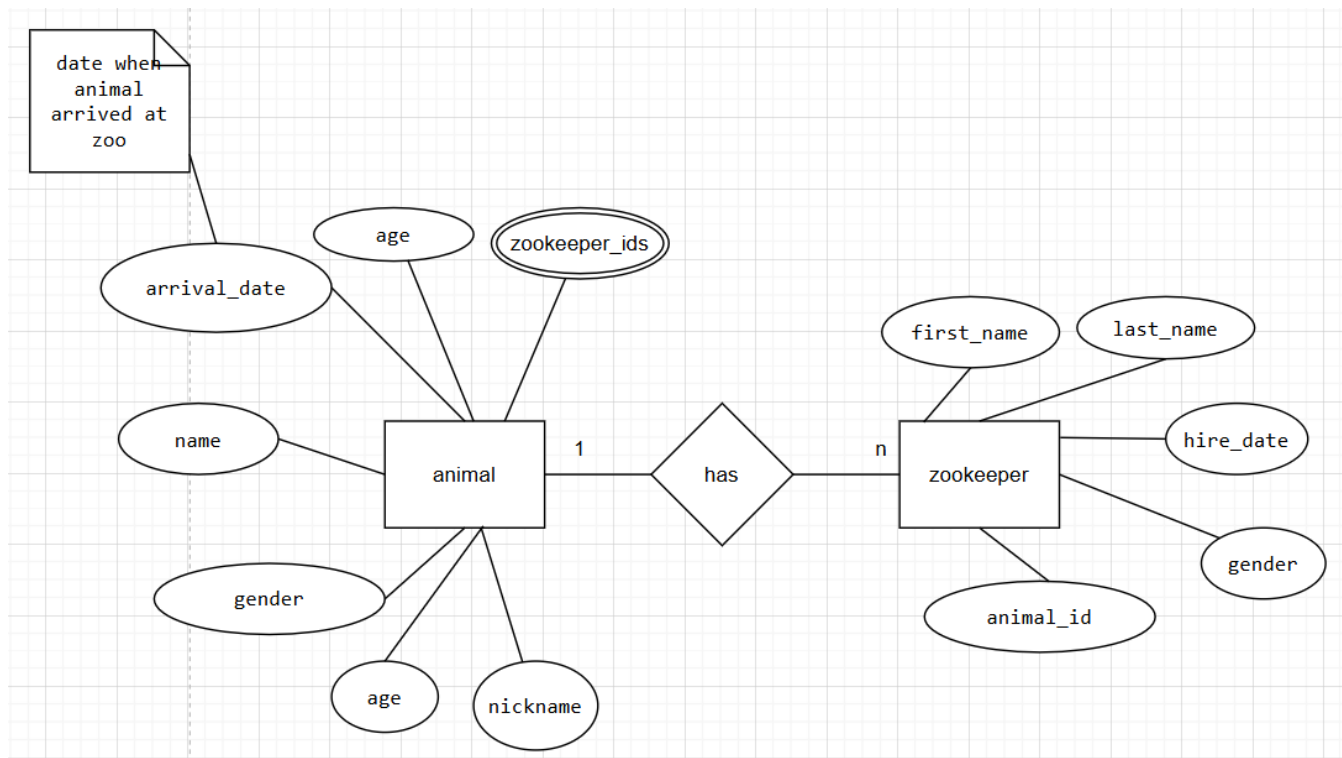 date when
animal
arrived at
zoo
age
zookeeper_ids
arrival_date
first_name
last_name
name
1
n
hire_date
animal
has
zookeeper
gender
gender
animal_id
age
nickname